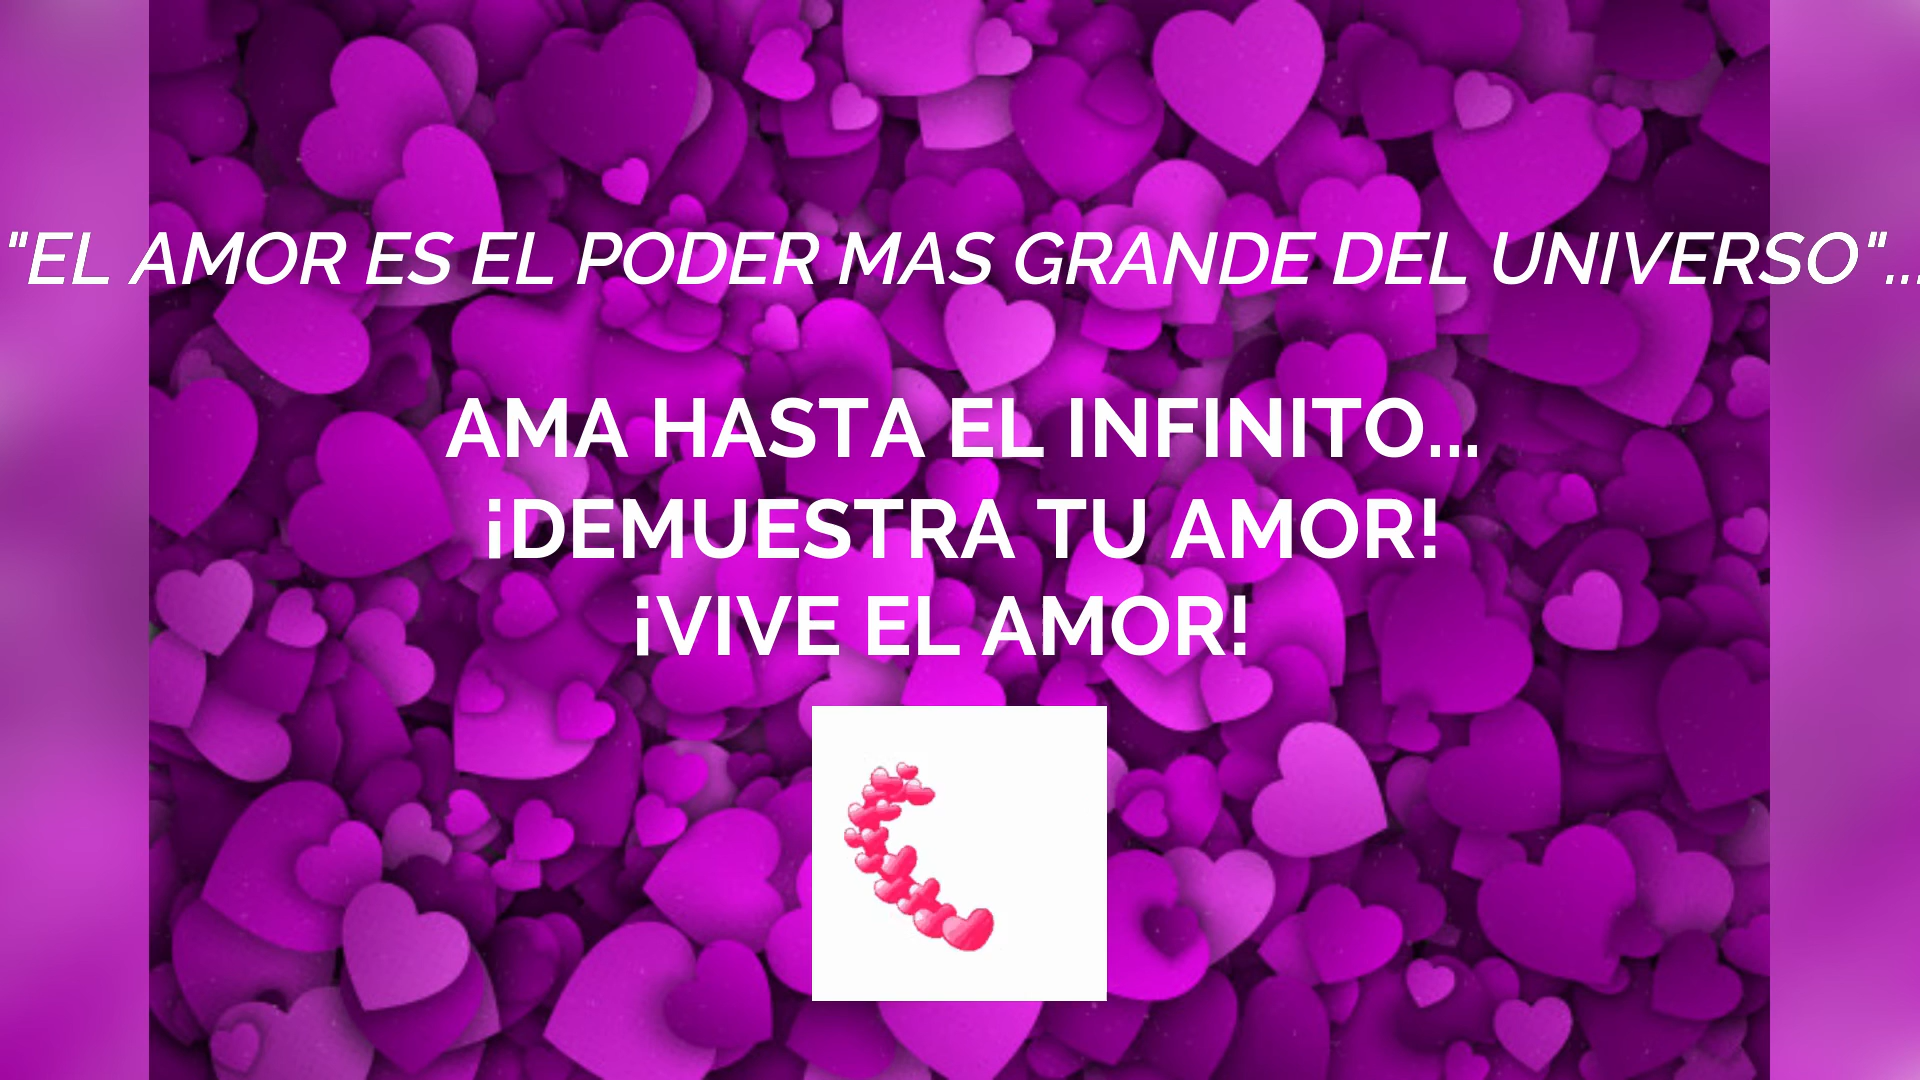 "EL AMOR ES EL PODER MAS GRANDE DEL UNIVERSO"...
AMA HASTA EL INFINITO...
¡DEMUESTRA TU AMOR!
¡VIVE EL AMOR!